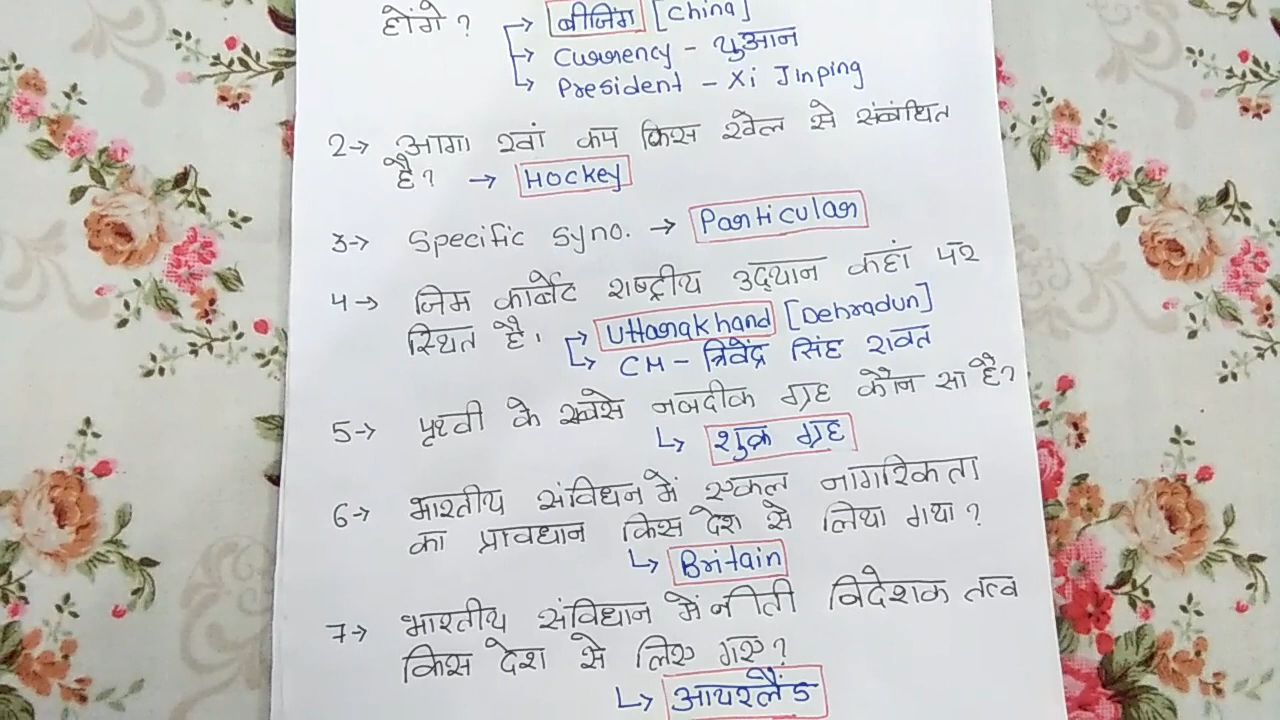 होंगे ? → बीजिंग [China]
→ Currency - युआन
→ President - Xi Jinping
2→ आगा खां कप किस खेल से संबंधित
है? → Hockey
3→ Specific syno. → Particular
4→ जिम कार्बेट राष्ट्रीय उद्यान कहां पर
स्थित है। → Uttarakhand [Dehradun]
→ CM - त्रिवेंद्र सिंह रावत
5→ पृथ्वी के सबसे नजदीक ग्रह कौन सा है?
↳ शुक्र ग्रह
6→ भारतीय संविधन में एकल नागरिकता
का प्रावधान किस देश से लिया गया ?
↳ Britain
7→ भारतीय संविधान में नीती विदेशक तत्व
किस देश से लिए गए ?
↳ आयरलैंड